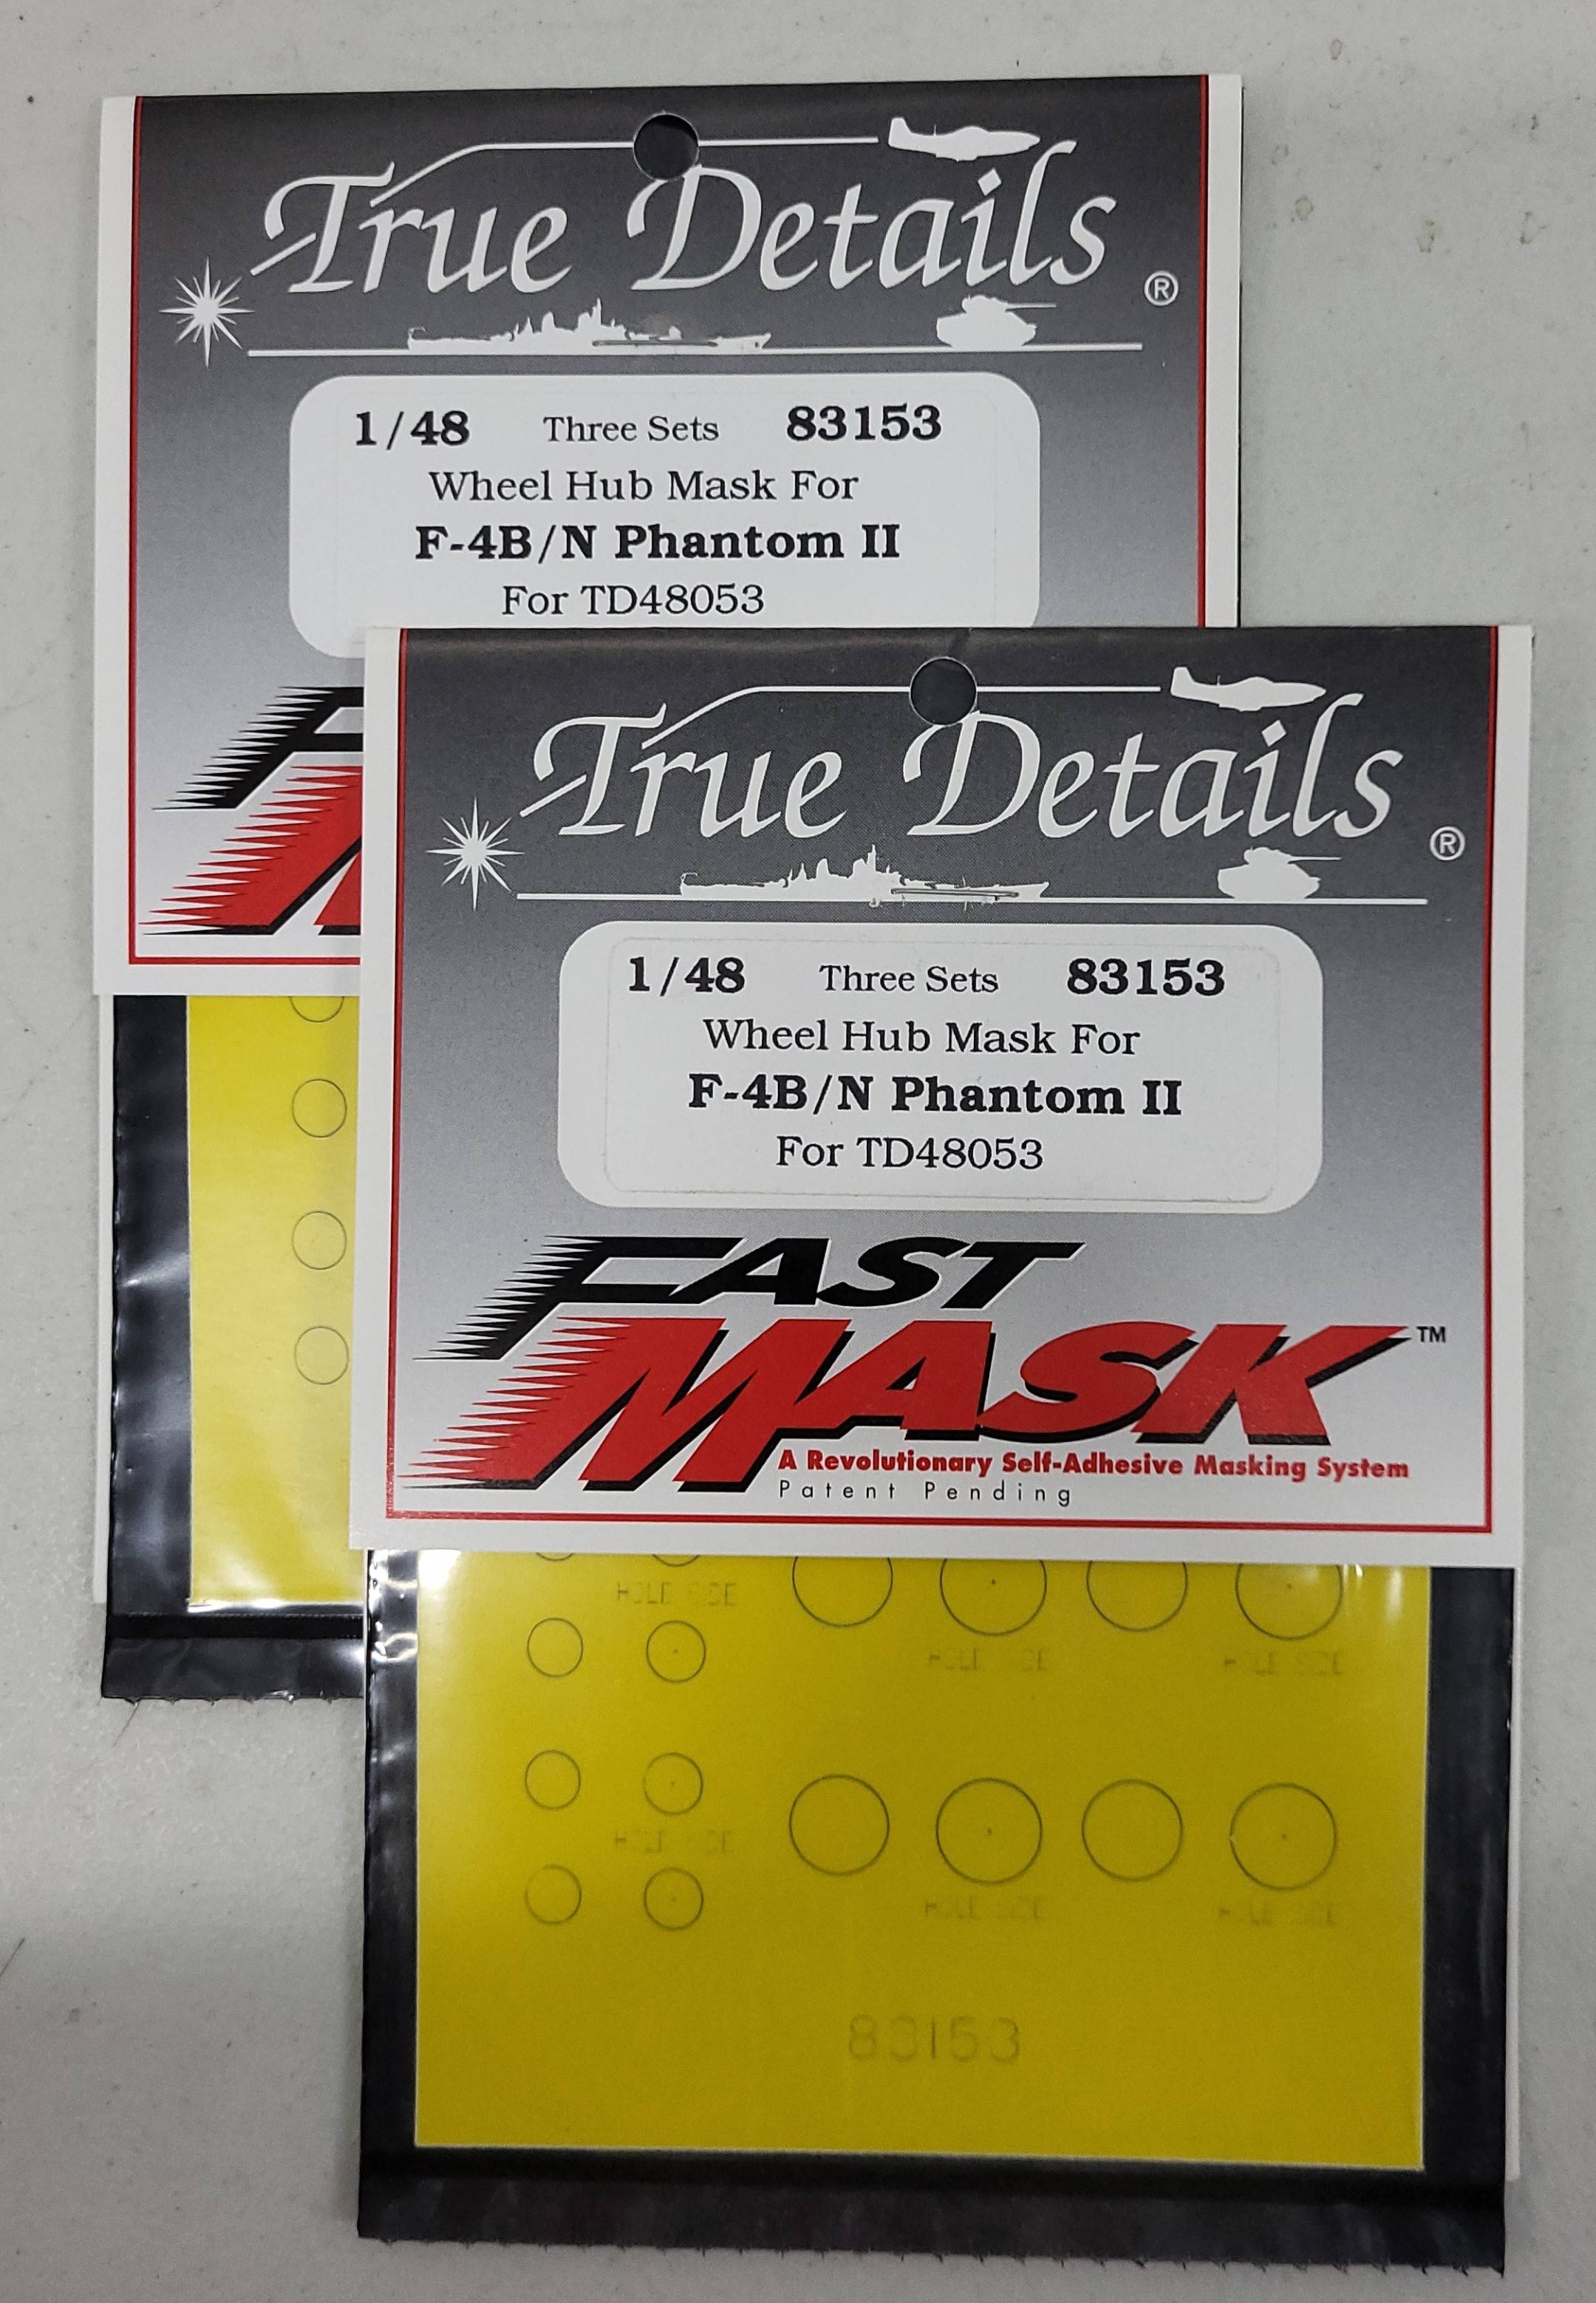 True Details ®
1/48 Three Sets 83153
Wheel Hub Mask For
F-4B/N Phantom II
For TD48053
True Details ®
1/48 Three Sets 83153
Wheel Hub Mask For
F-4B/N Phantom II
For TD48053
FAST
MASK ™
A Revolutionary Self-Adhesive Masking System
Patent Pending
HOLE SIDE
HOLE SIDE HOLE SIDE
HOLE SIDE
HOLE SIDE HOLE SIDE
83153